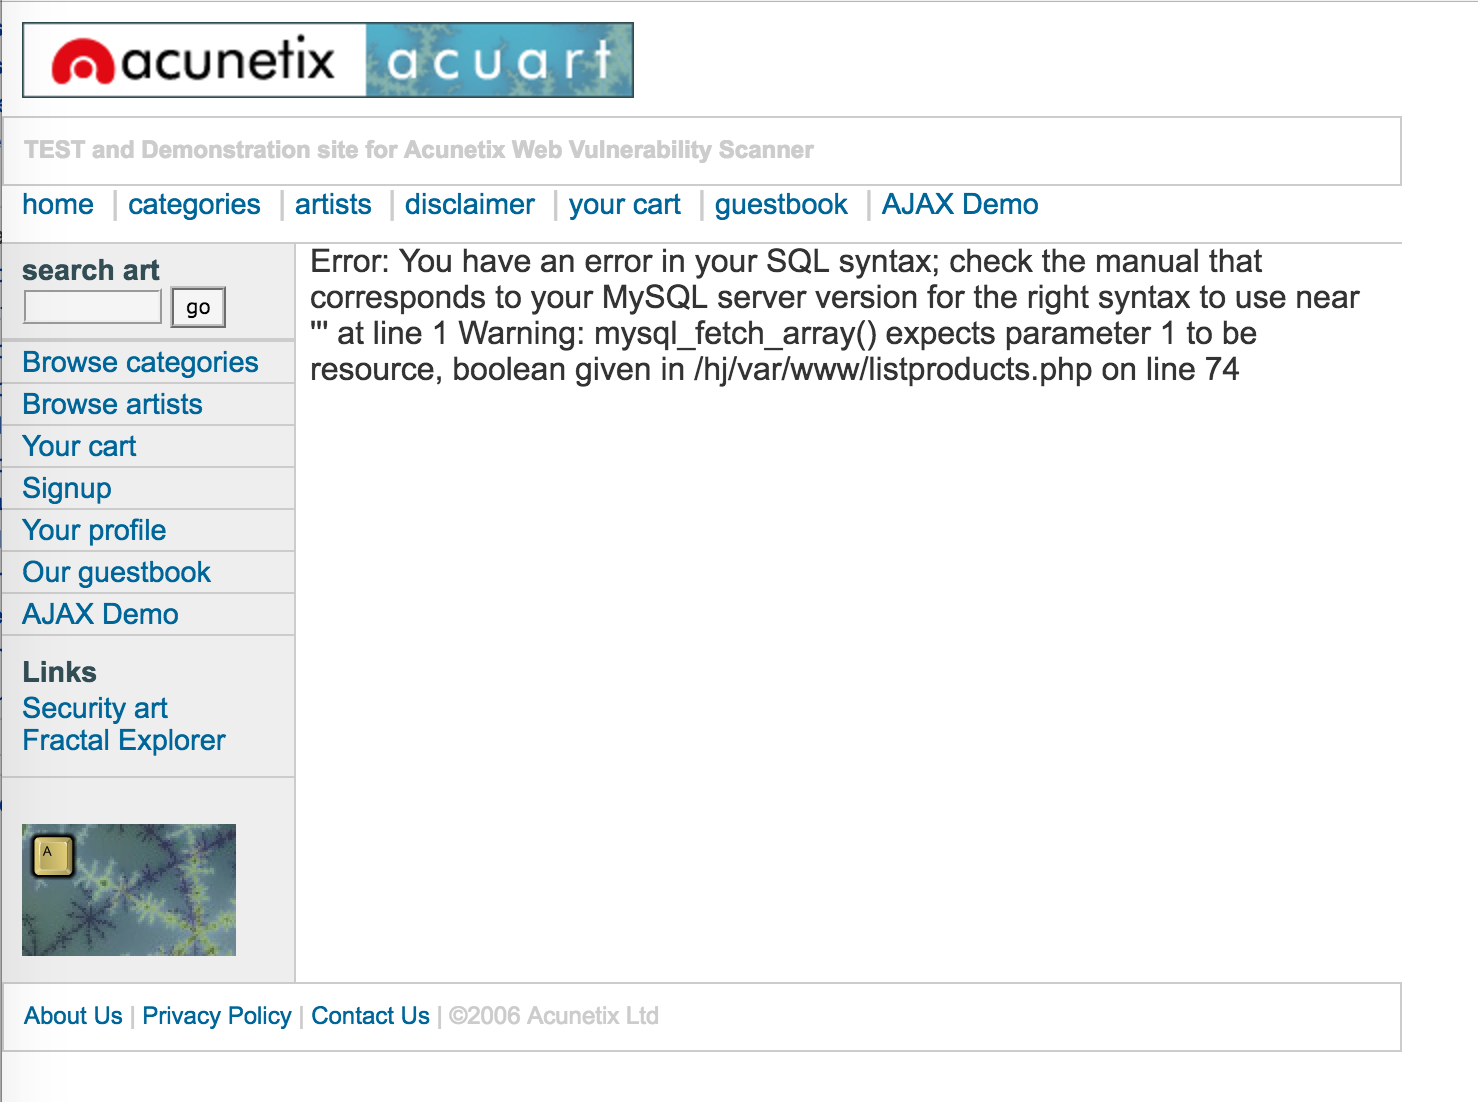 acunetix acuart
TEST and Demonstration site for Acunetix Web Vulnerability Scanner
home | categories | artists | disclaimer | your cart | guestbook | AJAX Demo
search art
go
Browse categories
Browse artists
Your cart
Signup
Your profile
Our guestbook
AJAX Demo
Links
Security art
Fractal Explorer
A
Error: You have an error in your SQL syntax; check the manual that
corresponds to your MySQL server version for the right syntax to use near
''' at line 1 Warning: mysql_fetch_array() expects parameter 1 to be
resource, boolean given in /hj/var/www/listproducts.php on line 74
About Us | Privacy Policy | Contact Us | ©2006 Acunetix Ltd